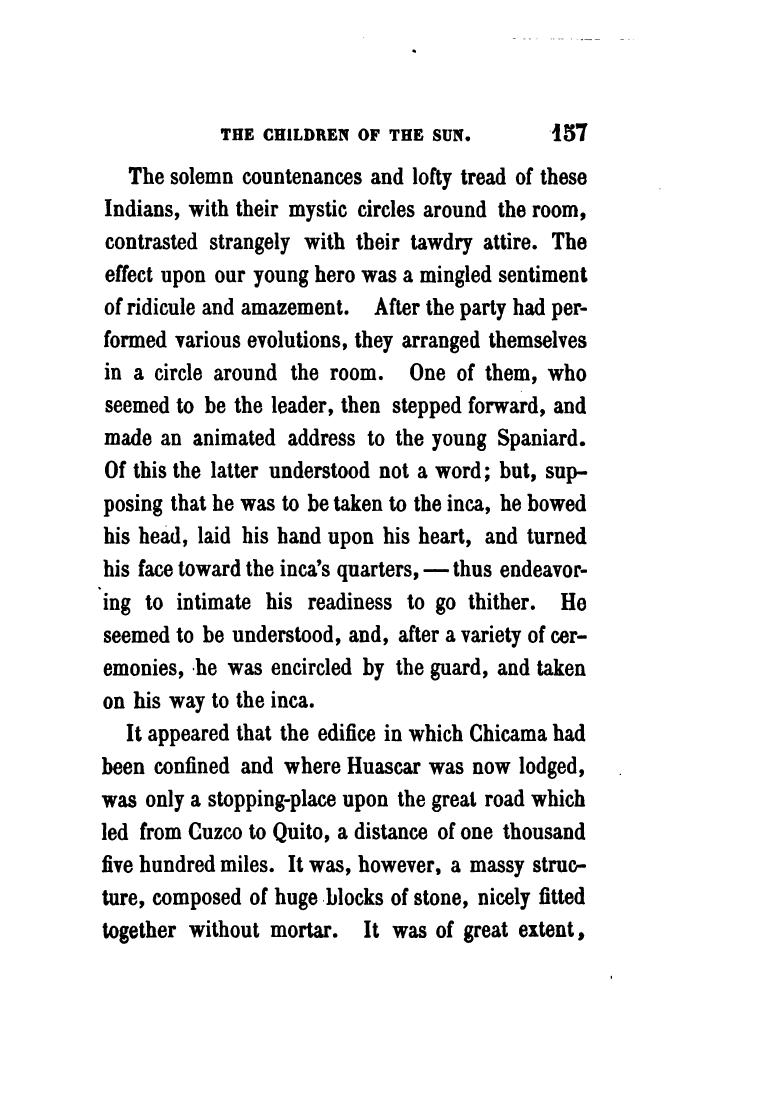 THE CHILDREN OF THE SUN. 157
The solemn countenances and lofty tread of these
Indians, with their mystic circles around the room,
contrasted strangely with their tawdry attire. The
effect upon our young hero was a mingled sentiment
of ridicule and amazement. After the party had per-
formed various evolutions, they arranged themselves
in a circle around the room. One of them, who
seemed to be the leader, then stepped forward, and
made an animated address to the young Spaniard.
Of this the latter understood not a word; but, sup-
posing that he was to be taken to the inca, he bowed
his head, laid his hand upon his heart, and turned
his face toward the inca's quarters, — thus endeavor-
ing to intimate his readiness to go thither. He
seemed to be understood, and, after a variety of cer-
emonies, he was encircled by the guard, and taken
on his way to the inca.
It appeared that the edifice in which Chicama had
been confined and where Huascar was now lodged,
was only a stopping-place upon the great road which
led from Cuzco to Quito, a distance of one thousand
five hundred miles. It was, however, a massy struc-
ture, composed of huge blocks of stone, nicely fitted
together without mortar. It was of great extent,